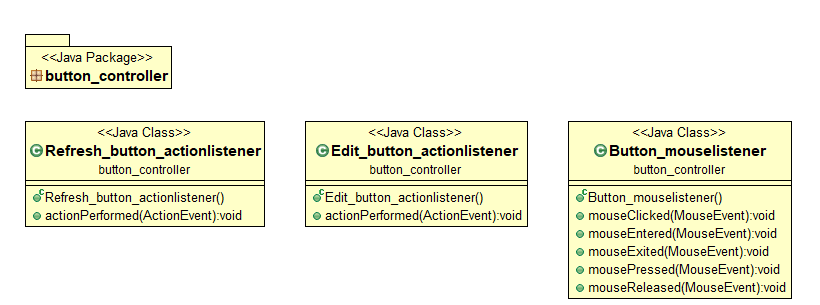 <<Java Package>>
button_controller
<<Java Class>>
Refresh_button_actionlistener
button_controller
Refresh_button_actionlistener()
actionPerformed(ActionEvent):void
<<Java Class>>
Edit_button_actionlistener
button_controller
Edit_button_actionlistener()
actionPerformed(ActionEvent):void
<<Java Class>>
Button_mouselistener
button_controller
Button_mouselistener()
mouseClicked(MouseEvent):void
mouseEntered(MouseEvent):void
mouseExited(MouseEvent):void
mousePressed(MouseEvent):void
mouseReleased(MouseEvent):void